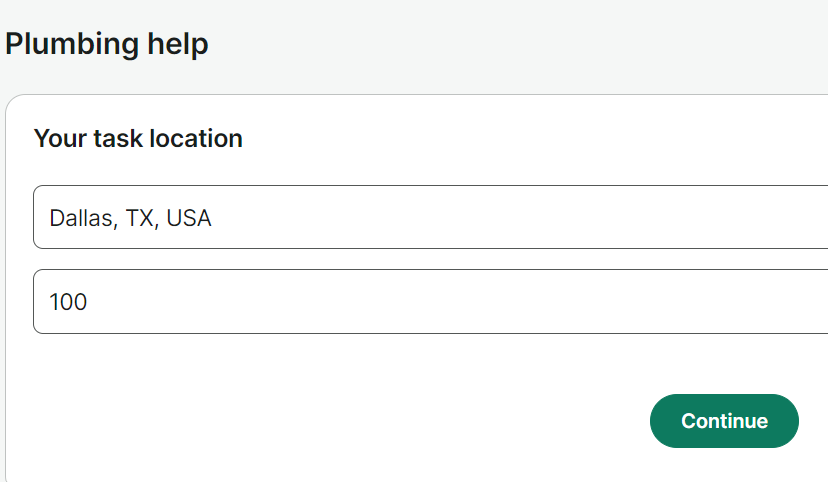 Plumbing help
Your task location
Dallas, TX, USA
100
Continue